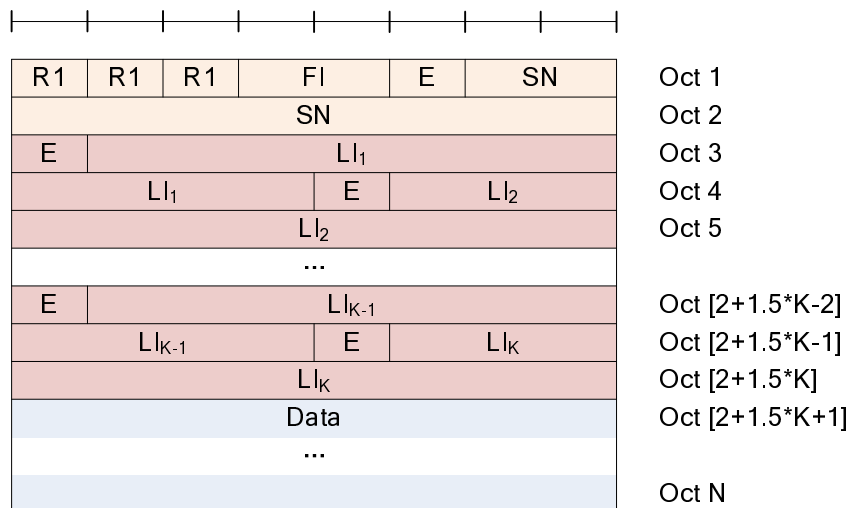 R1 R1 R1 FI E SN Oct 1
SN Oct 2
E LI₁ Oct 3
LI₁ E LI₂ Oct 4
LI₂ Oct 5
...
E LIK-1 Oct [2+1.5*K-2]
LIK-1 E LIK Oct [2+1.5*K-1]
LIK Oct [2+1.5*K]
Data Oct [2+1.5*K+1]
...
Oct N